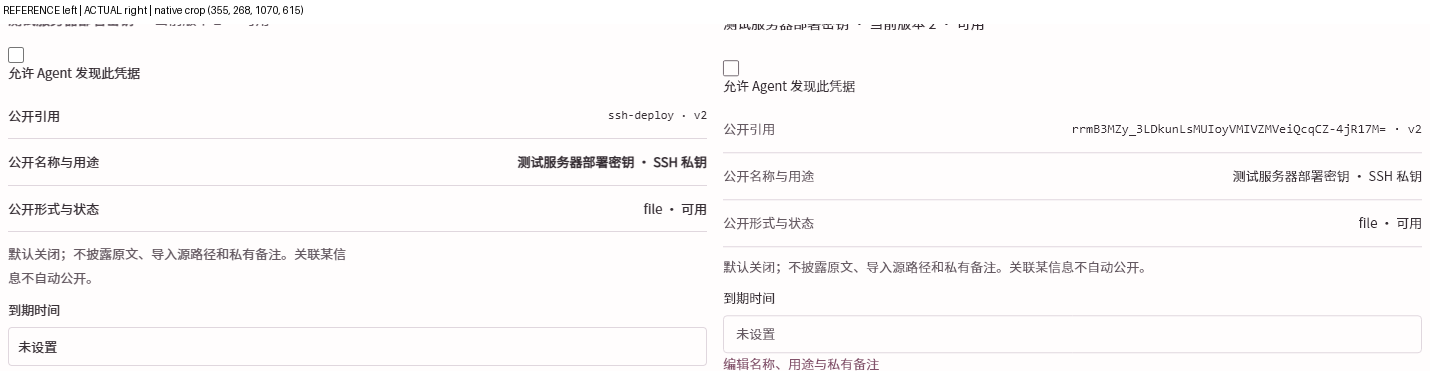 REFERENCE left | ACTUAL right | native crop (355, 268, 1070, 615)
允许 Agent 发现此凭据
公开引用
ssh-deploy · v2
公开名称与用途
测试服务器部署密钥 · SSH 私钥
公开形式与状态
file · 可用
默认关闭；不披露原文、导入源路径和私有备注。关联某信
息不自动公开。
到期时间
未设置
测试服务器部署密钥 · 当前版本 2 · 可用
允许 Agent 发现此凭据
公开引用
rrmB3MZy_3LDkunLsMUIoyVMIVZMVeiQcqCZ-4jR17M= · v2
公开名称与用途
测试服务器部署密钥 · SSH 私钥
公开形式与状态
file · 可用
默认关闭；不披露原文、导入源路径和私有备注。关联某信息不自动公开。
到期时间
未设置
编辑名称、用途与私有备注